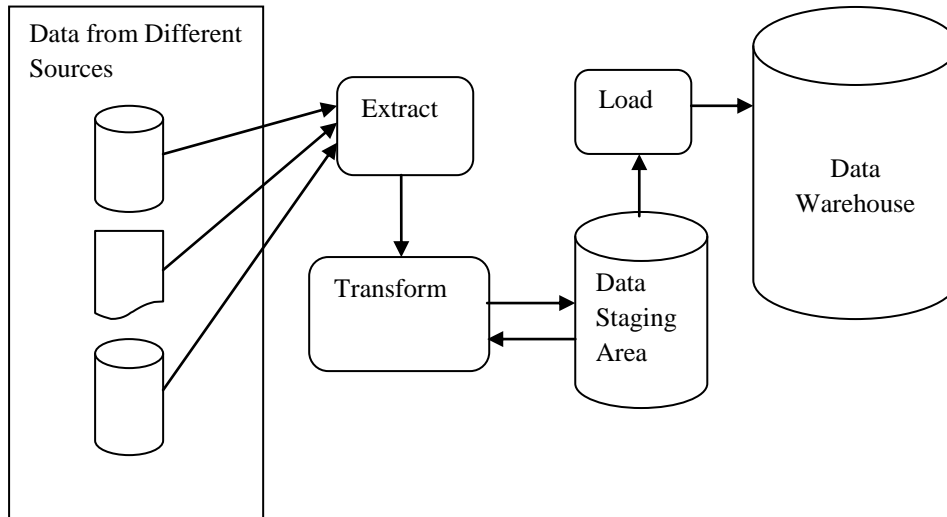 Data from Different
Sources
Extract
Transform
Load
Data
Staging
Area
Data
Warehouse